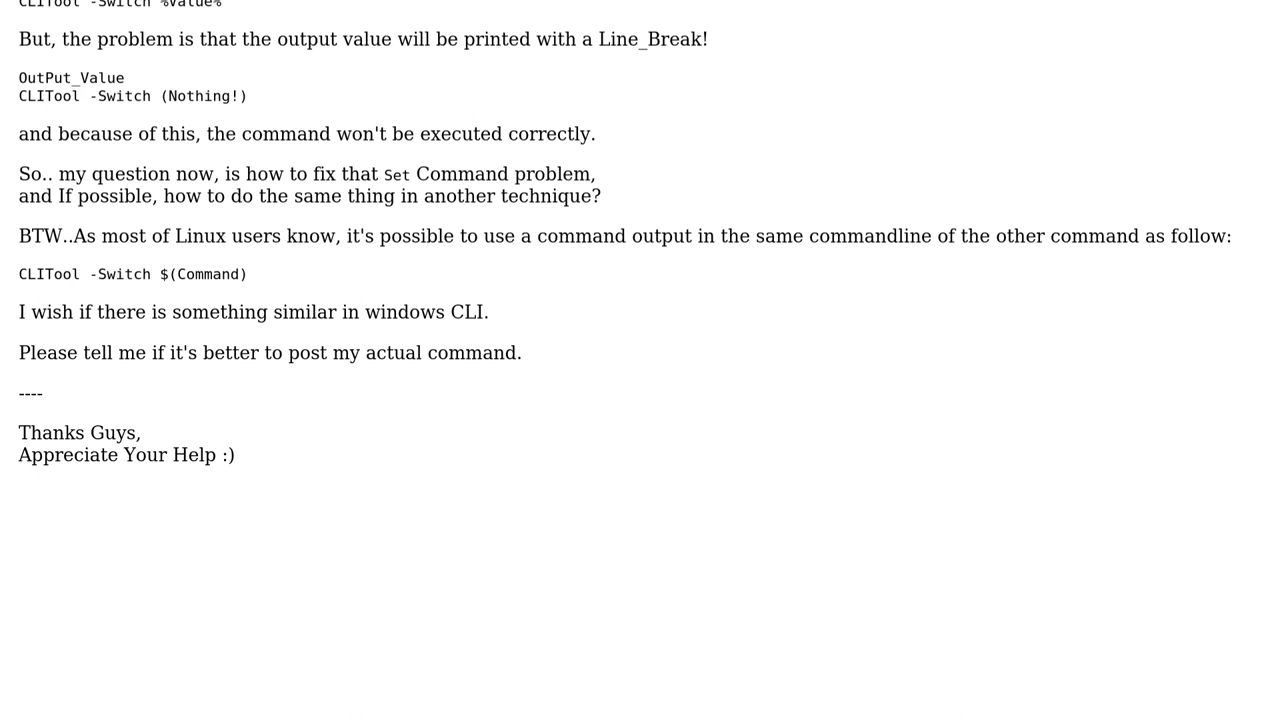 CLITool -Switch %Value%
But, the problem is that the output value will be printed with a Line_Break!
OutPut_Value
CLITool -Switch (Nothing!)
and because of this, the command won't be executed correctly.
So.. my question now, is how to fix that Set Command problem,
and If possible, how to do the same thing in another technique?
BTW..As most of Linux users know, it's possible to use a command output in the same commandline of the other command as follow:
CLITool -Switch $(Command)
I wish if there is something similar in windows CLI.
Please tell me if it's better to post my actual command.
----
Thanks Guys,
Appreciate Your Help :)